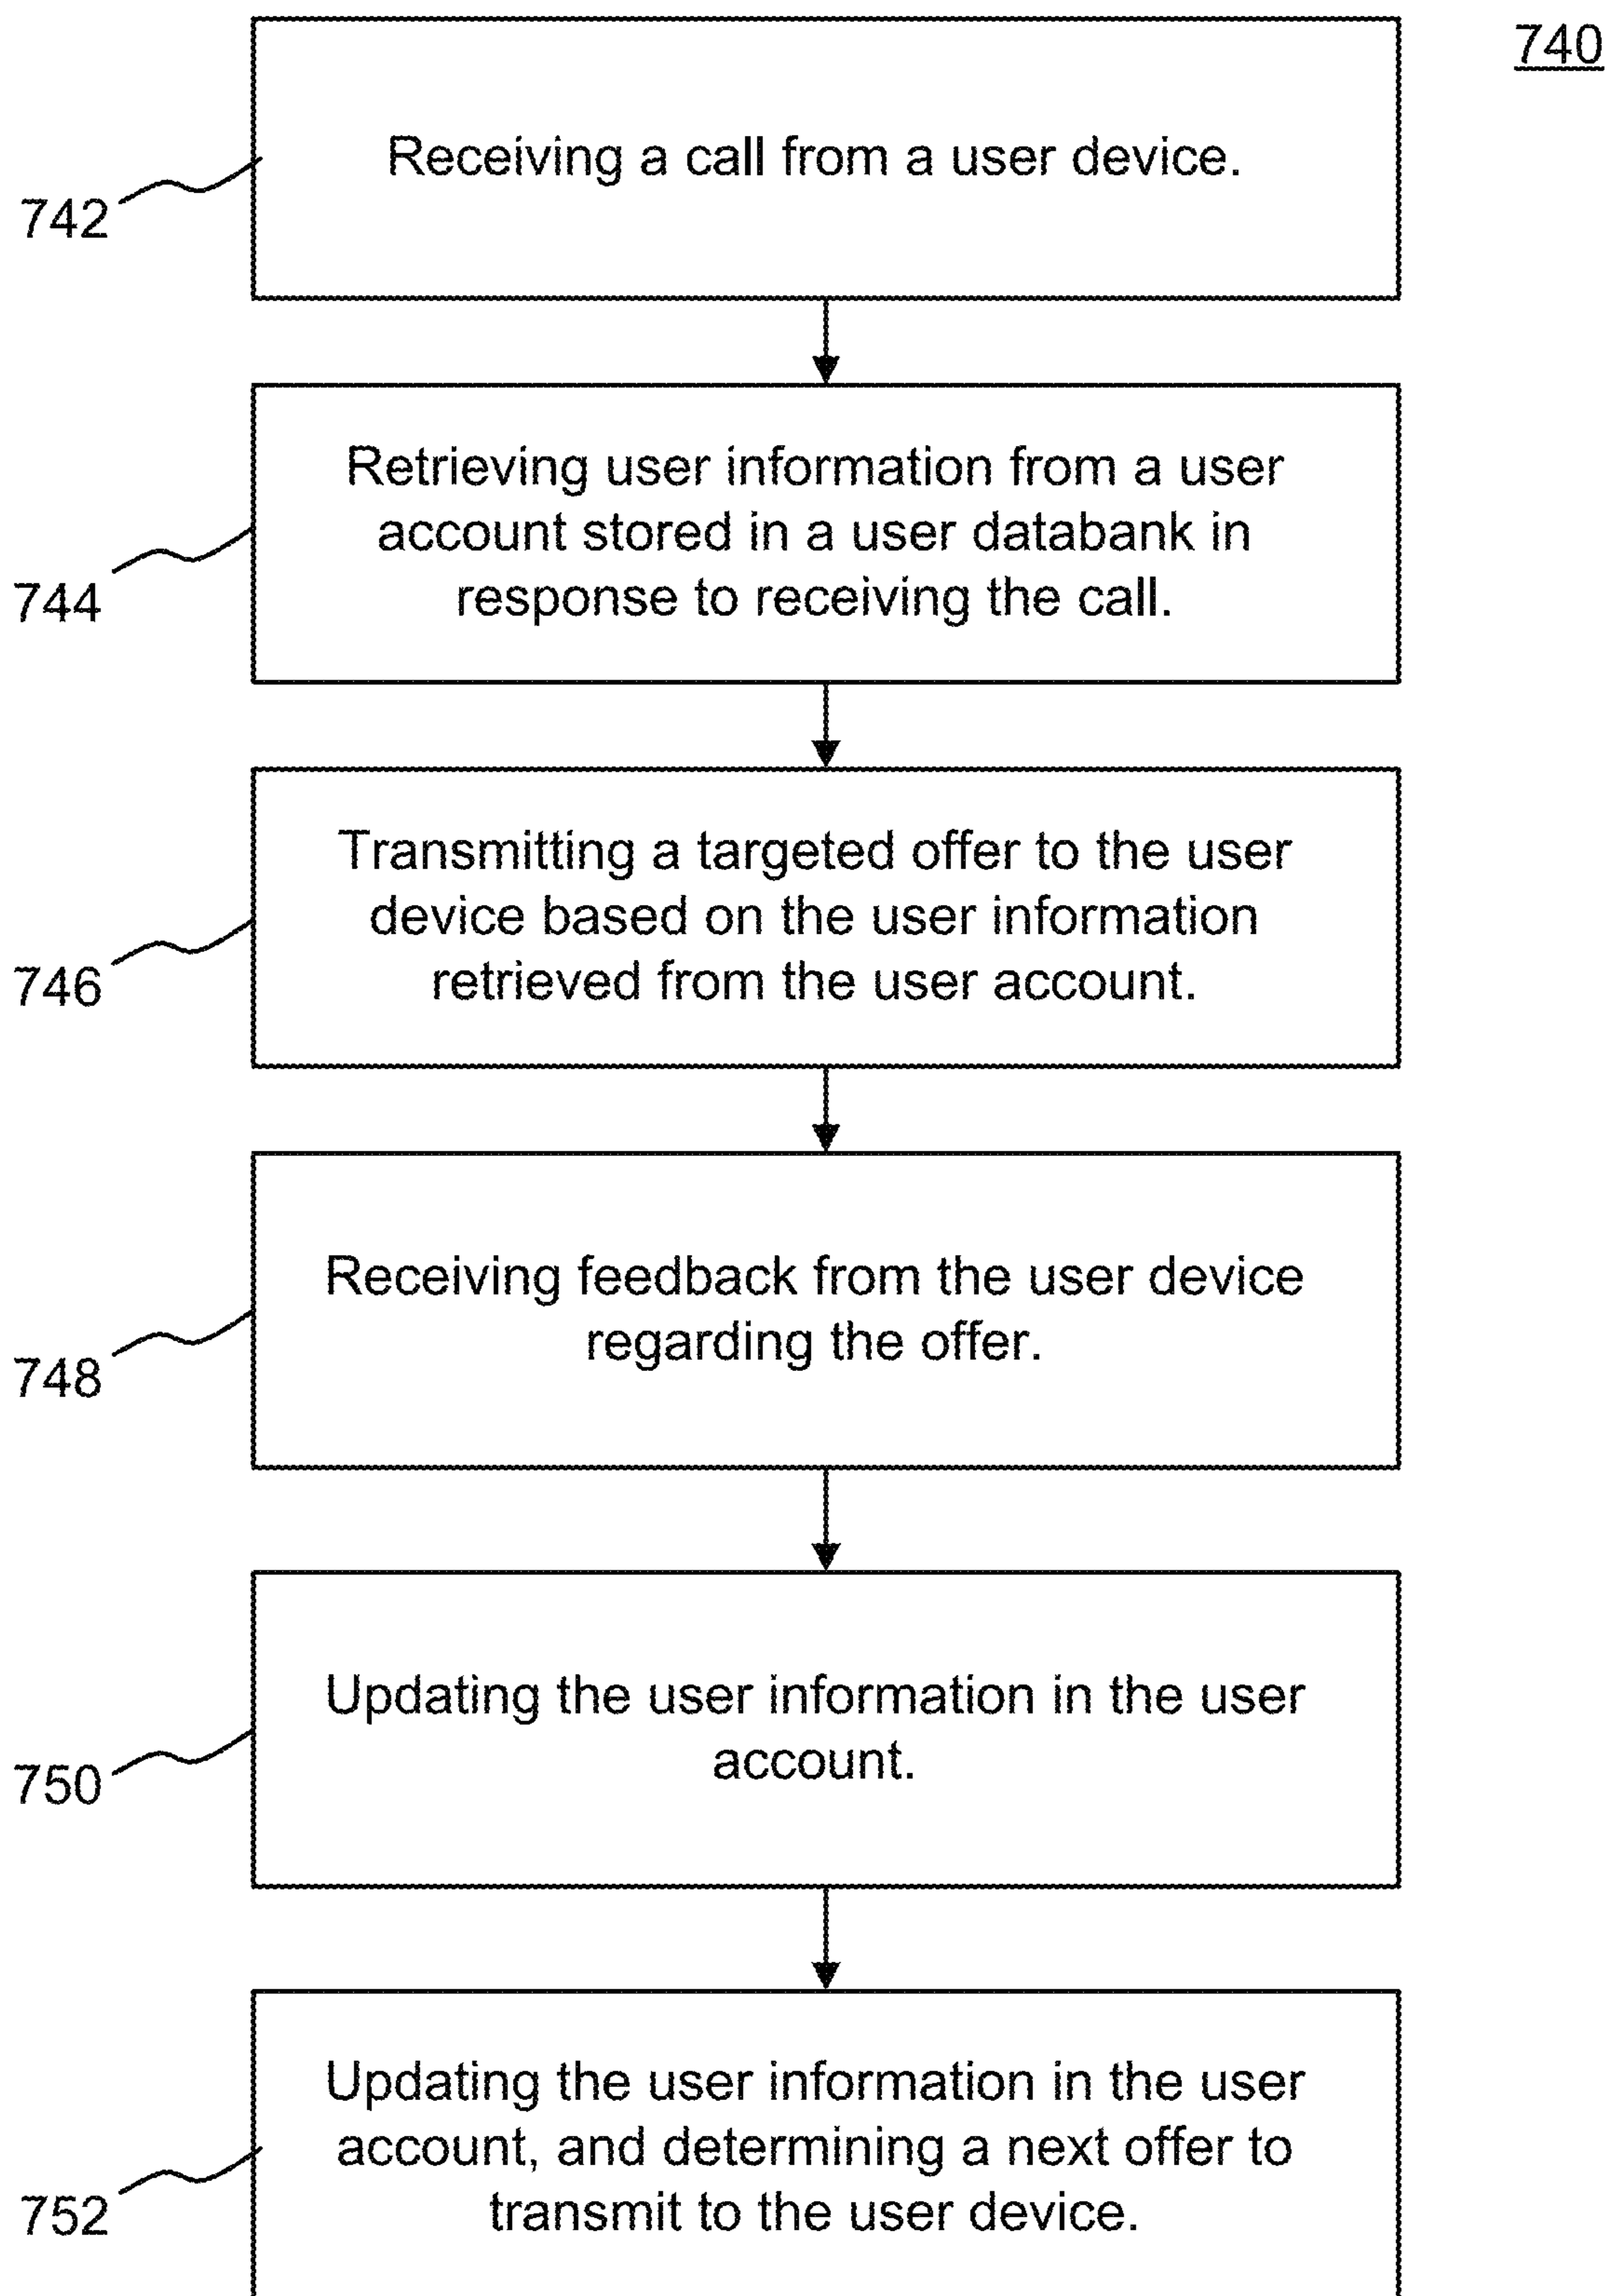 740
Receiving a call from a user device.
742
Retrieving user information from a user
account stored in a user databank in
response to receiving the call.
744
Transmitting a targeted offer to the user
device based on the user information
retrieved from the user account.
746
Receiving feedback from the user device
regarding the offer.
748
Updating the user information in the user
account.
750
Updating the user information in the user
account, and determining a next offer to
transmit to the user device.
752